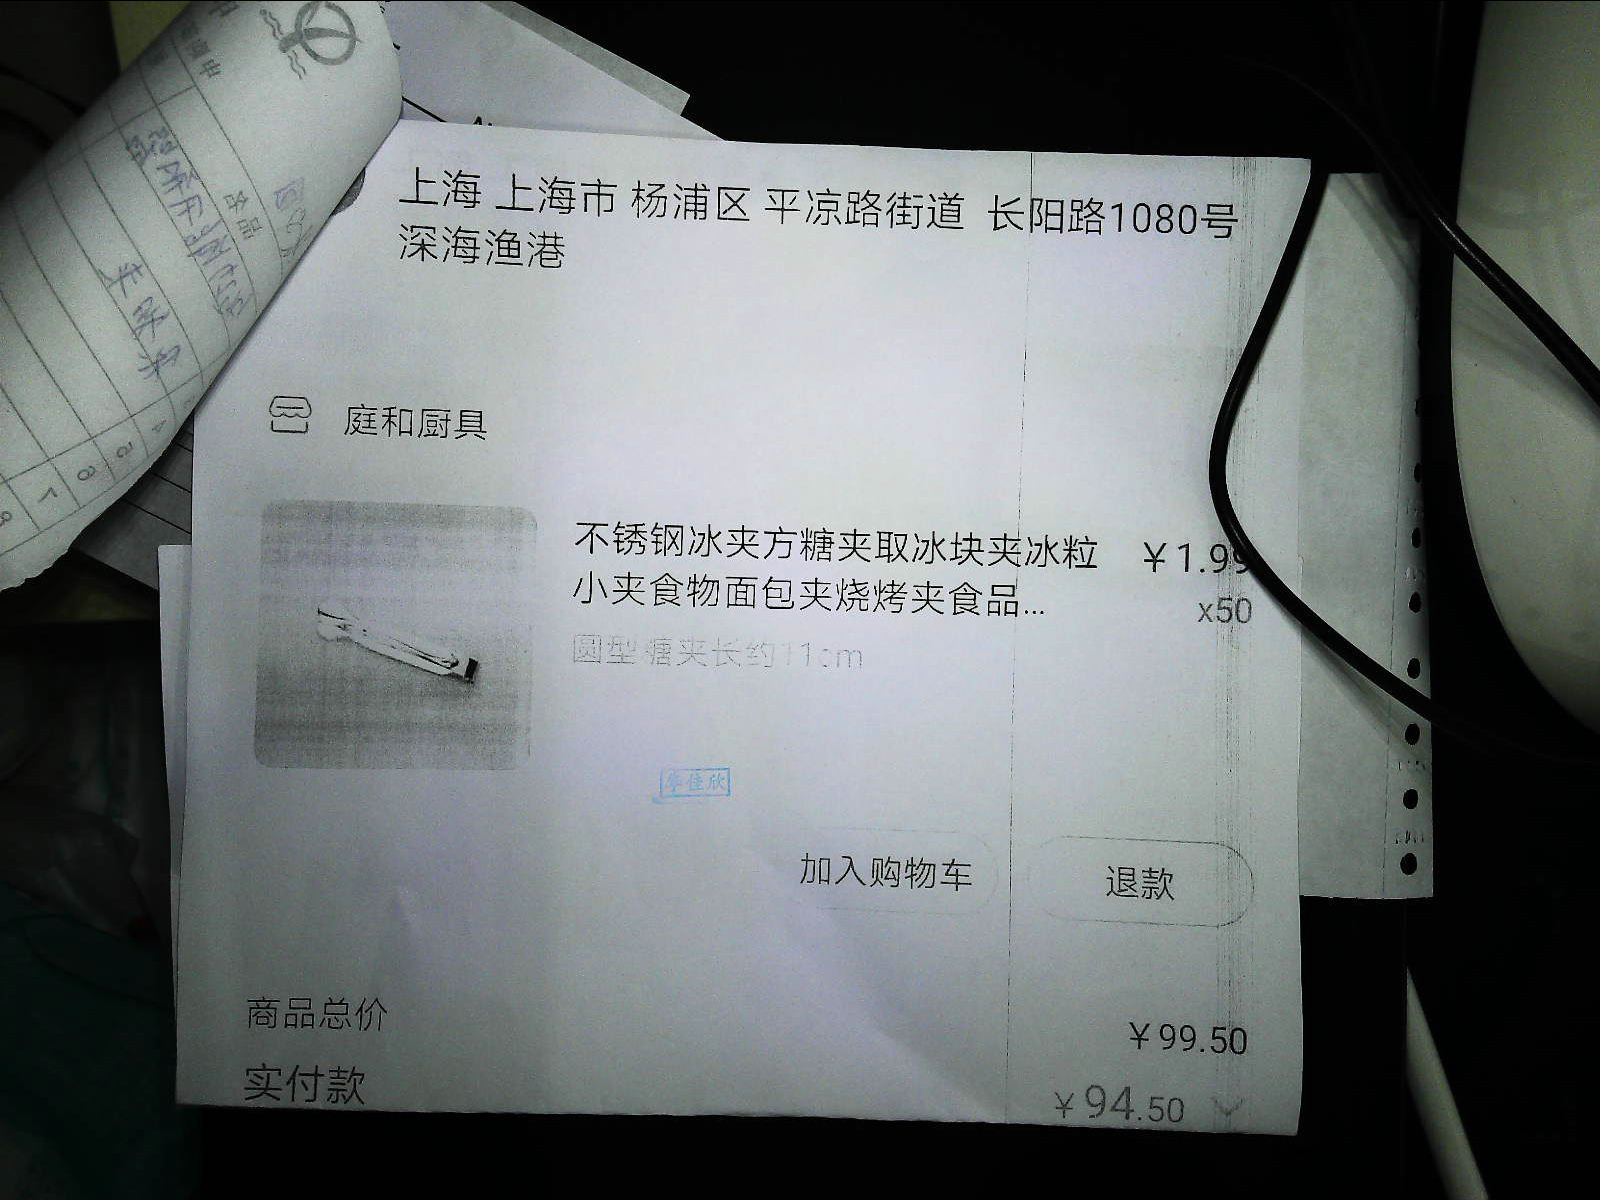 上海 上海市 杨浦区 平凉路街道 长阳路1080号
深海渔港
庭和厨具
不锈钢冰夹方糖夹取冰块夹冰粒 ￥1.99
小夹食物面包夹烧烤夹食品... x50
圆型糖夹长约11cm
李佳欣
加入购物车 退款
商品总价 ￥99.50
实付款 ￥94.50